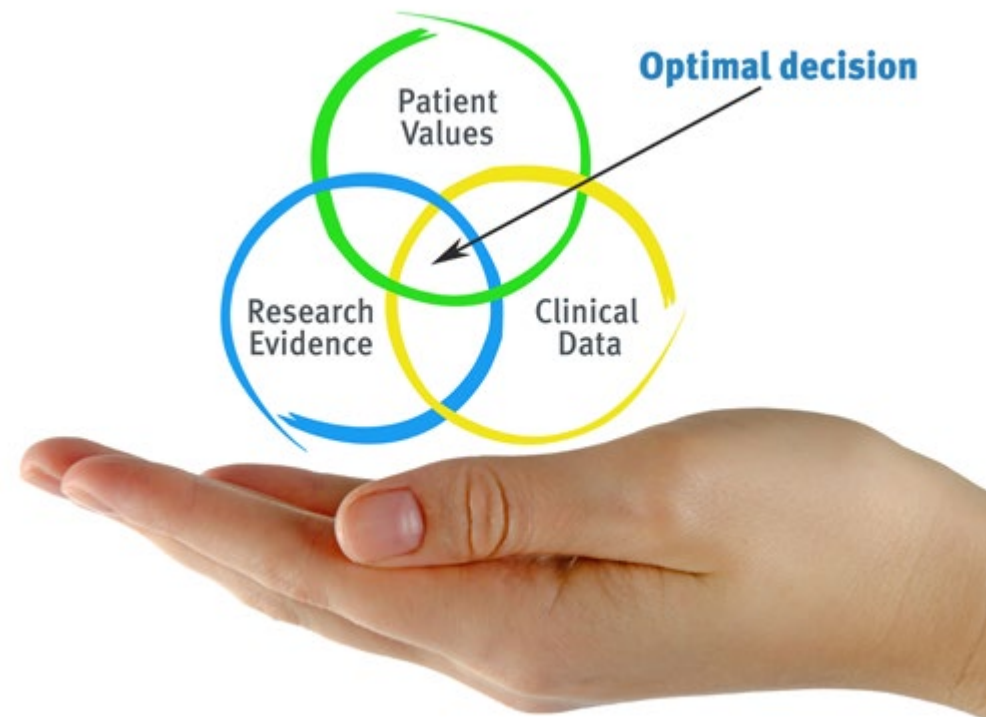 Optimal decision
Patient
Values
Research
Evidence
Clinical
Data